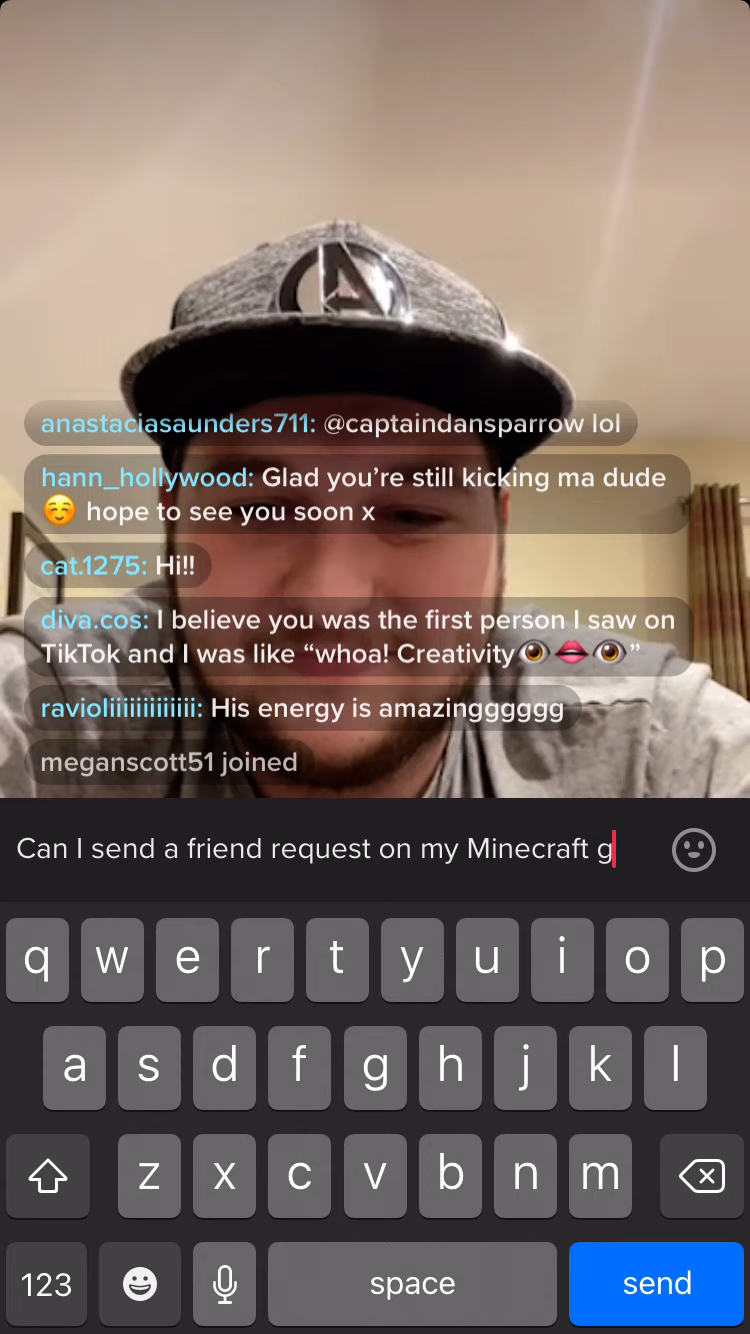 anastaciasaunders711: @captaindansparrow lol
hann_hollywood: Glad you’re still kicking ma dude
☺️ hope to see you soon x
cat.1275: Hi!!
diva.cos: I believe you was the first person I saw on
TikTok and I was like “whoa! Creativity👁️👄👁️”
ravioliiiiiiiiiiiii: His energy is amazingggggg
meganscott51 joined
Can I send a friend request on my Minecraft g
q w e r t y u i o p
a s d f g h j k l
z x c v b n m
123 space send